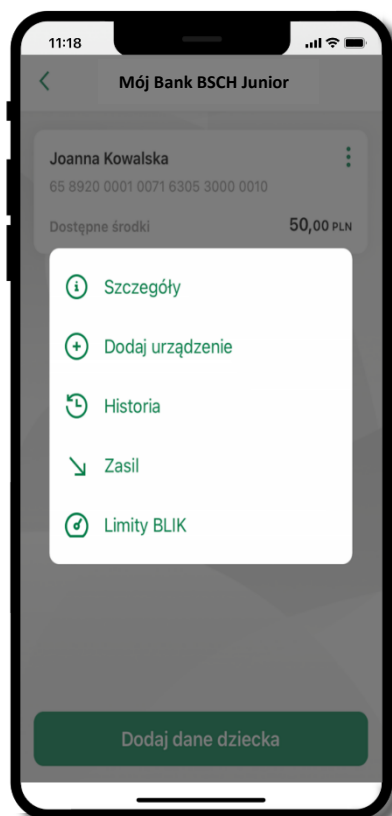 11:18
Mój Bank BSCH Junior
Joanna Kowalska
65 8920 0001 0071 6305 3000 0010
Dostępne środki 50,00 PLN
Szczegóły
Dodaj urządzenie
Historia
Zasil
Limity BLIK
Dodaj dane dziecka